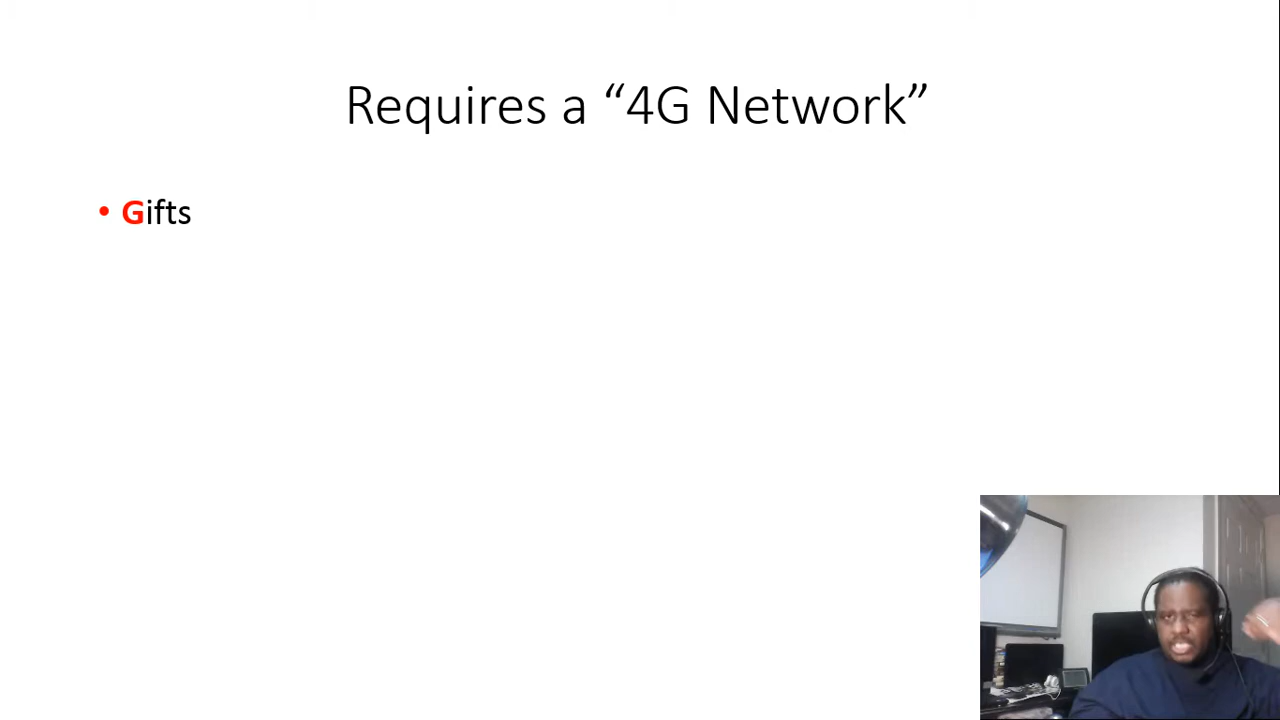 Requires a “4G Network”
• Gifts